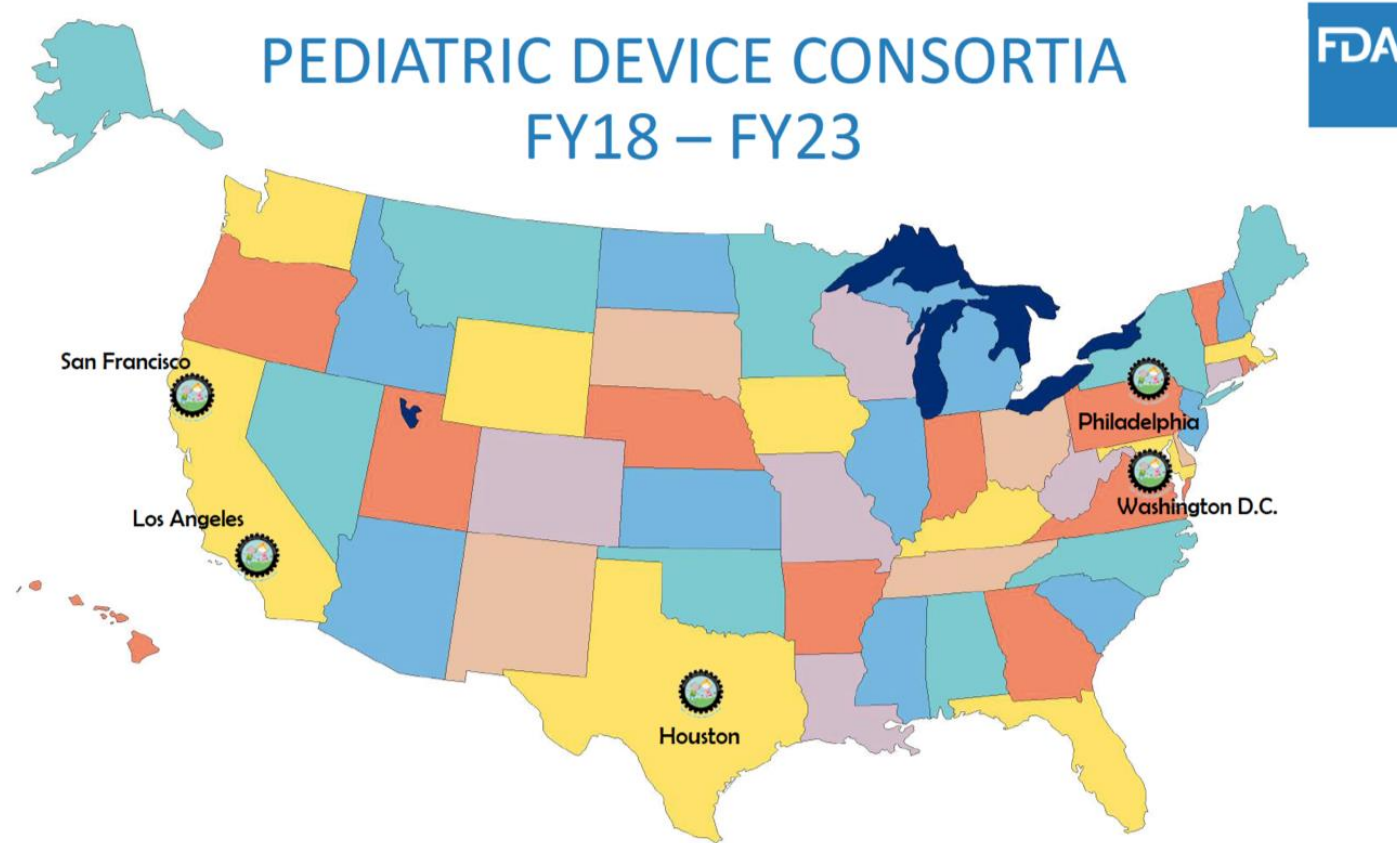 PEDIATRIC DEVICE CONSORTIA
FY18 – FY23
FDA
San Francisco
Philadelphia
Washington D.C.
Los Angeles
Houston